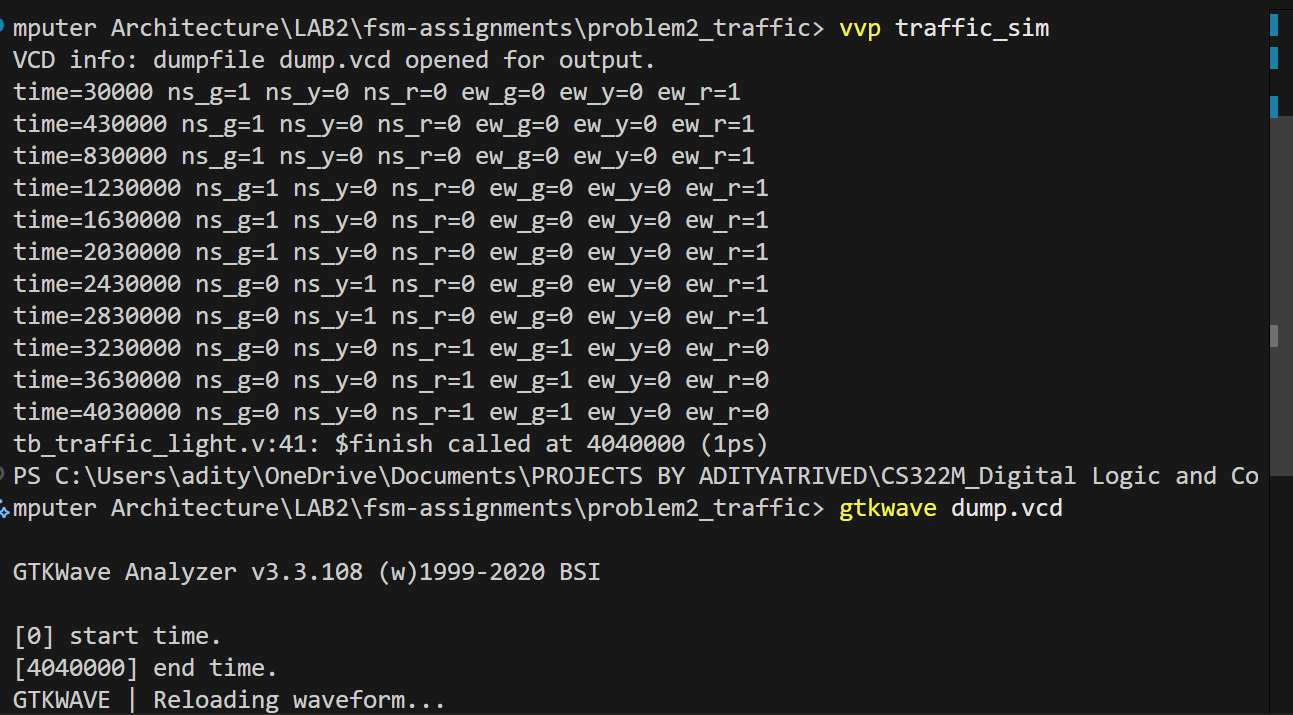 mputer Architecture\LAB2\fsm-assignments\problem2_traffic> vvp traffic_sim
VCD info: dumpfile dump.vcd opened for output.
time=30000 ns_g=1 ns_y=0 ns_r=0 ew_g=0 ew_y=0 ew_r=1
time=430000 ns_g=1 ns_y=0 ns_r=0 ew_g=0 ew_y=0 ew_r=1
time=830000 ns_g=1 ns_y=0 ns_r=0 ew_g=0 ew_y=0 ew_r=1
time=1230000 ns_g=1 ns_y=0 ns_r=0 ew_g=0 ew_y=0 ew_r=1
time=1630000 ns_g=1 ns_y=0 ns_r=0 ew_g=0 ew_y=0 ew_r=1
time=2030000 ns_g=1 ns_y=0 ns_r=0 ew_g=0 ew_y=0 ew_r=1
time=2430000 ns_g=0 ns_y=1 ns_r=0 ew_g=0 ew_y=0 ew_r=1
time=2830000 ns_g=0 ns_y=1 ns_r=0 ew_g=0 ew_y=0 ew_r=1
time=3230000 ns_g=0 ns_y=0 ns_r=1 ew_g=1 ew_y=0 ew_r=0
time=3630000 ns_g=0 ns_y=0 ns_r=1 ew_g=1 ew_y=0 ew_r=0
time=4030000 ns_g=0 ns_y=0 ns_r=1 ew_g=1 ew_y=0 ew_r=0
tb_traffic_light.v:41: $finish called at 4040000 (1ps)
PS C:\Users\adity\OneDrive\Documents\PROJECTS BY ADITYATRIVED\CS322M_Digital Logic and Co
mputer Architecture\LAB2\fsm-assignments\problem2_traffic> gtkwave dump.vcd
GTKWave Analyzer v3.3.108 (w)1999-2020 BSI
[0] start time.
[4040000] end time.
GTKWAVE | Reloading waveform...